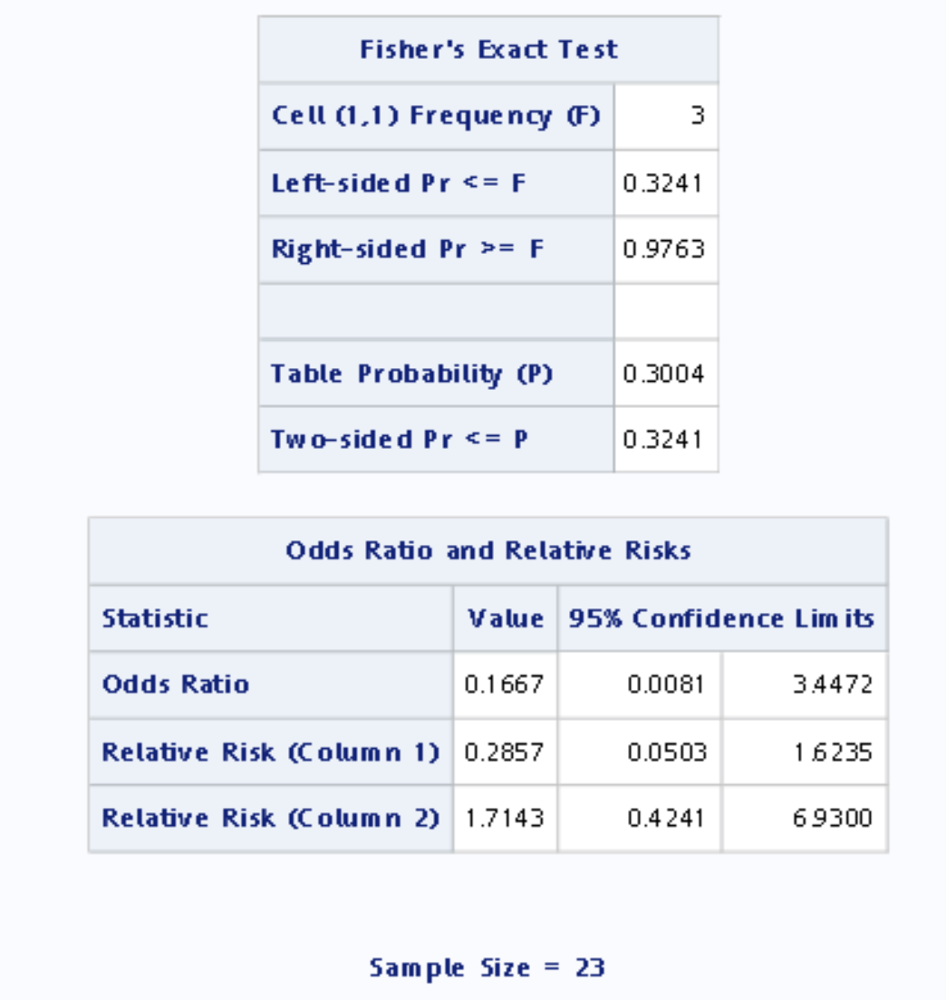 Fisher's Exact Test
Cell (1,1) Frequency (F) 3
Left-sided Pr <= F 0.3241
Right-sided Pr >= F 0.9763
Table Probability (P) 0.3004
Two-sided Pr <= P 0.3241
Odds Ratio and Relative Risks
Statistic Value 95% Confidence Limits
Odds Ratio 0.1667 0.0081 3.4472
Relative Risk (Column 1) 0.2857 0.0503 1.6235
Relative Risk (Column 2) 1.7143 0.4241 6.9300
Sample Size = 23